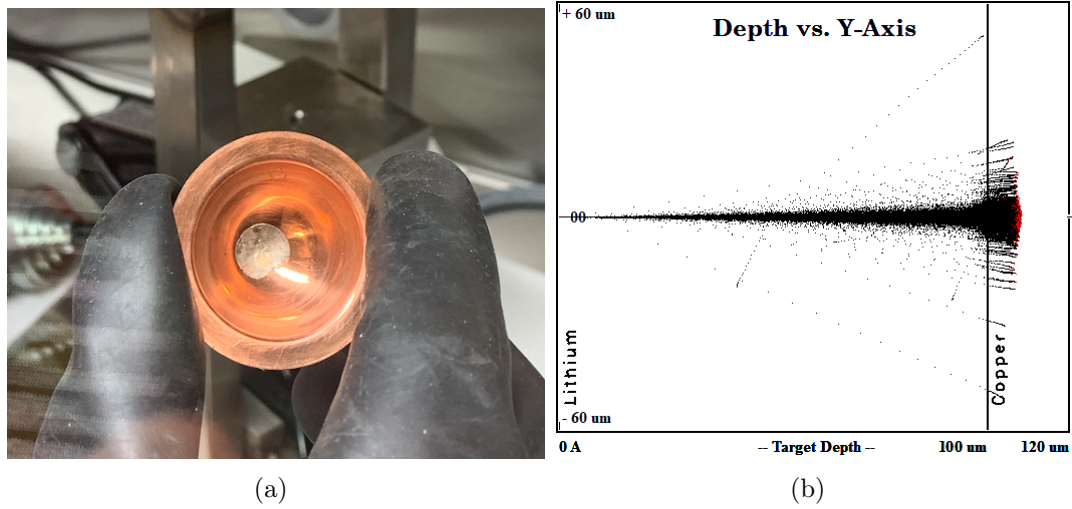 + 60 um
Depth vs. Y-Axis
00
Lithium
Copper
- 60 um
0 A
-- Target Depth --
100 um
120 um
(a)
(b)